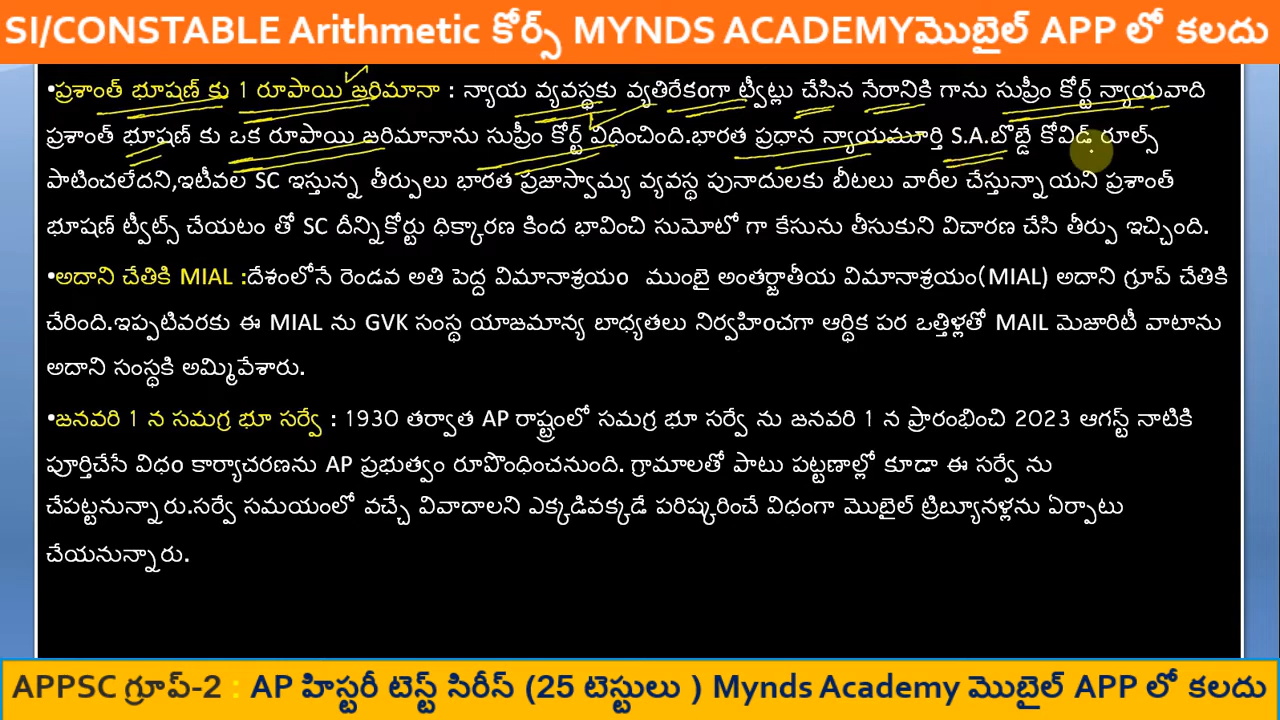 SI/CONSTABLE Arithmetic కోర్స్ MYNDS ACADEMYమొబైల్ APP లో కలదు
•ప్రశాంత్ భూషణ్ కు 1 రూపాయి జరిమానా : న్యాయ వ్యవస్థకు వ్యతిరేకంగా ట్వీట్లు చేసిన నేరానికి గాను సుప్రీం కోర్ట్ న్యాయవాది
ప్రశాంత్ భూషణ్ కు ఒక రూపాయి జరిమానాను సుప్రీం కోర్ట్ విధించింది.భారత ప్రధాన న్యాయమూర్తి S.A.బొబ్డే కోవిడ్ రూల్స్
పాటించలేదని,ఇటీవల SC ఇస్తున్న తీర్పులు భారత ప్రజాస్వామ్య వ్యవస్థ పునాదులకు బీటలు వారీల చేస్తున్నాయని ప్రశాంత్
భూషణ్ ట్వీట్స్ చేయటం తో SC దీన్నికోర్టు ధిక్కారణ కింద భావించి సుమోటో గా కేసును తీసుకుని విచారణ చేసి తీర్పు ఇచ్చింది.
•అదాని చేతికి MIAL :దేశంలోనే రెండవ అతి పెద్ద విమానాశ్రయం ముంబై అంతర్జాతీయ విమానాశ్రయం(MIAL) అదాని గ్రూప్ చేతికి
చేరింది.ఇప్పటివరకు ఈ MIAL ను GVK సంస్థ యాజమాన్య బాధ్యతలు నిర్వహించగా ఆర్థిక పర ఒత్తిళ్లతో MAIL మెజారిటీ వాటాను
అదాని సంస్థకి అమ్మివేశారు.
•జనవరి 1 న సమగ్ర భూ సర్వే : 1930 తర్వాత AP రాష్ట్రంలో సమగ్ర భూ సర్వే ను జనవరి 1 న ప్రారంభించి 2023 ఆగస్ట్ నాటికి
పూర్తిచేసే విధం కార్యాచరణను AP ప్రభుత్వం రూపొంధించనుంది. గ్రామాలతో పాటు పట్టణాల్లో కూడా ఈ సర్వే ను
చేపట్టనున్నారు.సర్వే సమయంలో వచ్చే వివాదాలని ఎక్కడివక్కడే పరిష్కరించే విధంగా మొబైల్ ట్రిబ్యూనళ్లను ఏర్పాటు
చేయనున్నారు.
APPSC గ్రూప్-2 : AP హిస్టరీ టెస్ట్ సిరీస్ (25 టెస్టులు ) Mynds Academy మొబైల్ APP లో కలదు